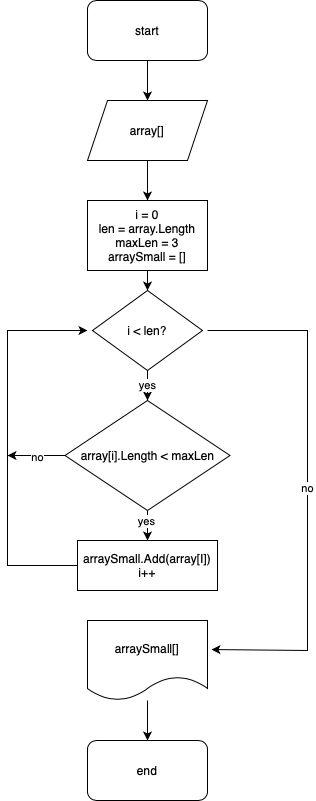 start
array[]
i = 0
len = array.Length
maxLen = 3
arraySmall = []
i < len?
yes
array[i].Length < maxLen
no
no
yes
arraySmall.Add(array[I])
i++
arraySmall[]
end